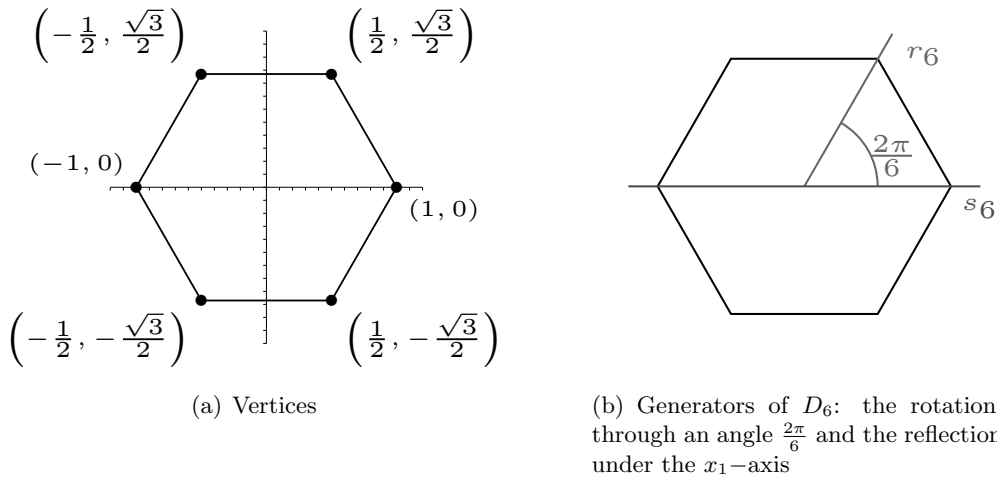 (-1/2, √3/2) (1/2, √3/2)
(-1, 0)
(1, 0)
(-1/2, -√3/2) (1/2, -√3/2)
(a) Vertices
r6
2π/6
s6
(b) Generators of D6: the rotation
through an angle 2π/6 and the reflection
under the x1−axis